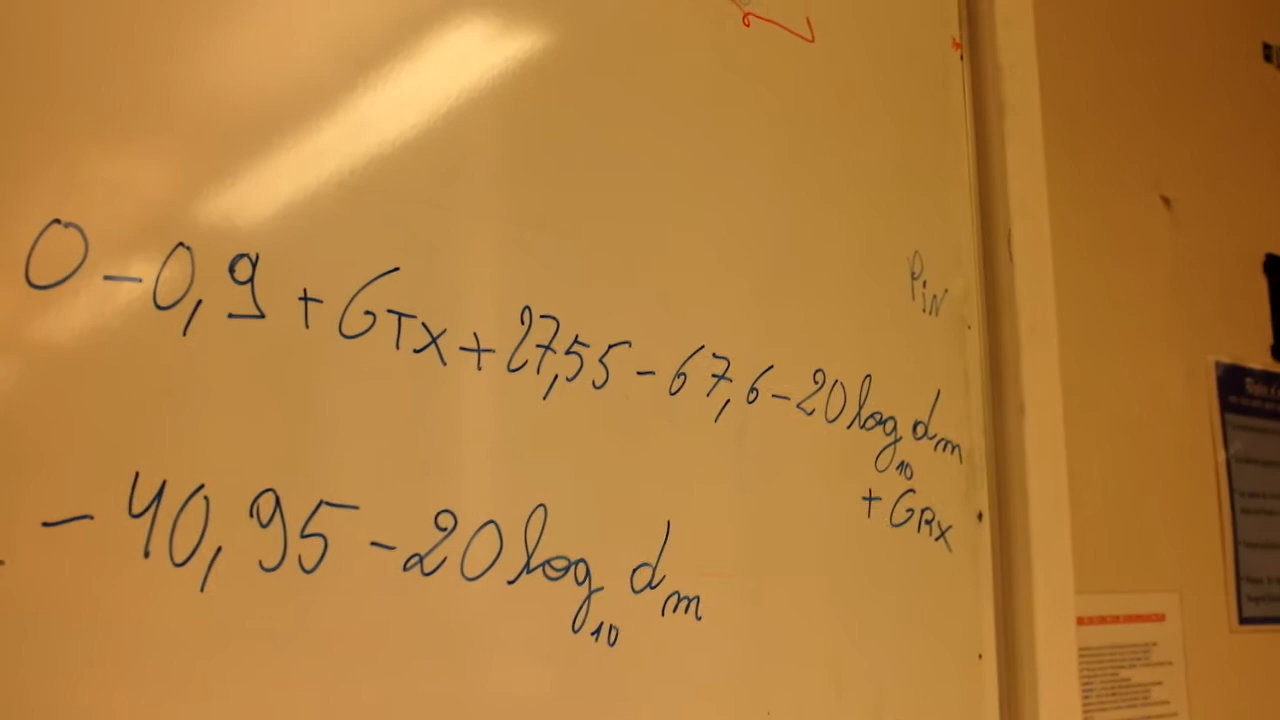 PiN
0 - 0,9 + GTX + 27,55 - 67,6 - 20 log10 dm
+ GRX
- 40,95 - 20 log10 dm